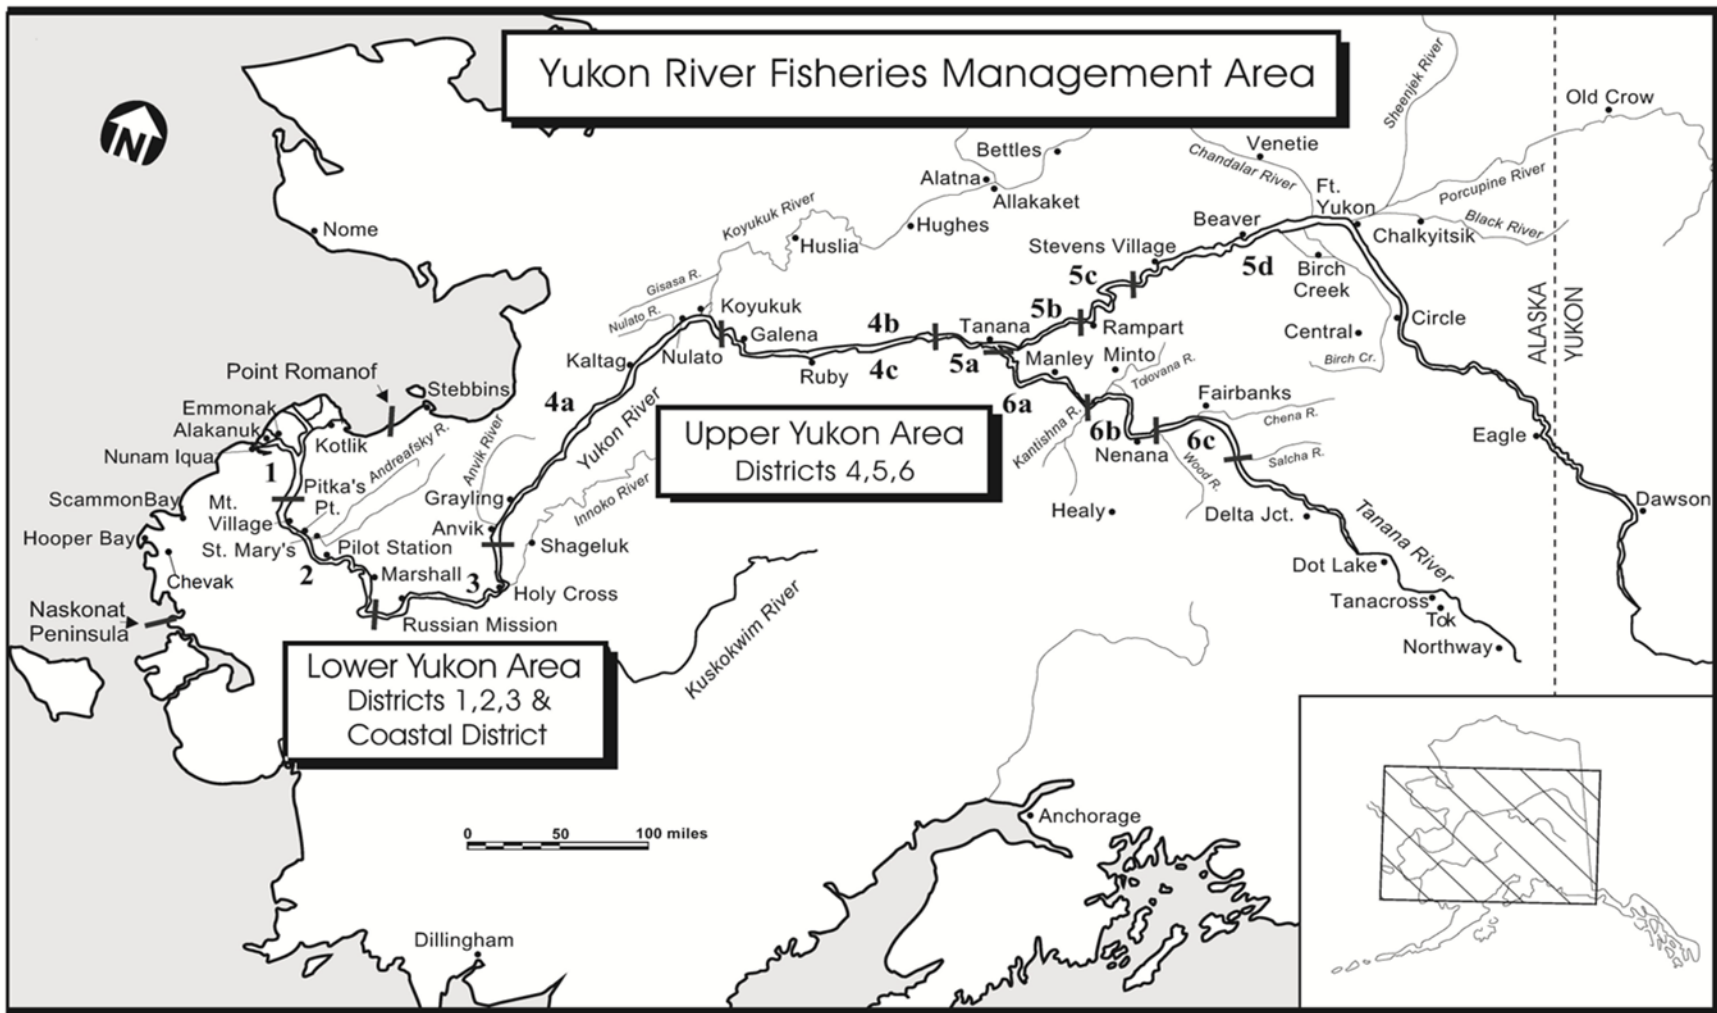 Yukon River Fisheries Management Area
N
Nome
Bettles
Alatna
Allakaket
Hughes
Huslia
Koyukuk River
Gisasa R.
Nulato R.
Koyukuk
Nulato
Galena
Kaltag
Ruby
4a
4b
4c
Yukon River
Sheenjek River
Old Crow
Venetie
Chandalar River
Ft.
Yukon
Porcupine River
Black River
Chalkyitsik
Beaver
Stevens Village
5c
5d
Birch
Creek
Circle
Central
Birch Cr.
ALASKA
YUKON
5b
Rampart
Tanana
5a
Manley
Minto
Tolovana R.
6a
Kantishna R.
6b
Nenana
Fairbanks
Chena R.
6c
Salcha R.
Wood R.
Healy
Delta Jct.
Tanana River
Dot Lake
Tanacross
Tok
Northway
Eagle
Dawson
Upper Yukon Area
Districts 4,5,6
Point Romanof
Stebbins
Emmonak
Alakanuk
Kotlik
Nunam Iqua
1
Andreafsky R.
Anvik River
Innoko River
Grayling
Anvik
Shageluk
ScammonBay
Mt.
Village
Pitka's
Pt.
Hooper Bay
St. Mary's
Pilot Station
2
Chevak
Marshall
3
Holy Cross
Naskonat
Peninsula
Russian Mission
Kuskokwim River
Lower Yukon Area
Districts 1,2,3 &
Coastal District
0 50 100 miles
Anchorage
Dillingham